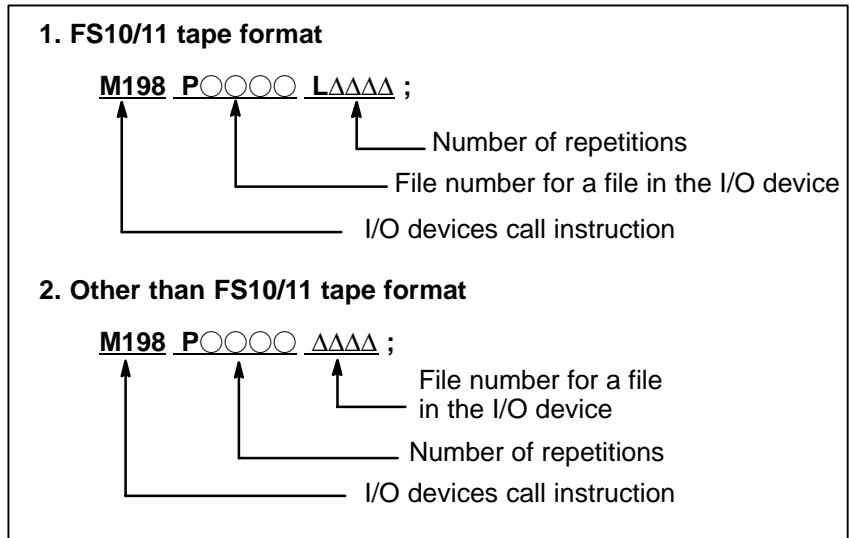 1. FS10/11 tape format
M198 P○○○○ L∆∆∆∆ ;
Number of repetitions
File number for a file in the I/O device
I/O devices call instruction
2. Other than FS10/11 tape format
M198 P○○○○ ∆∆∆∆ ;
File number for a file
in the I/O device
Number of repetitions
I/O devices call instruction